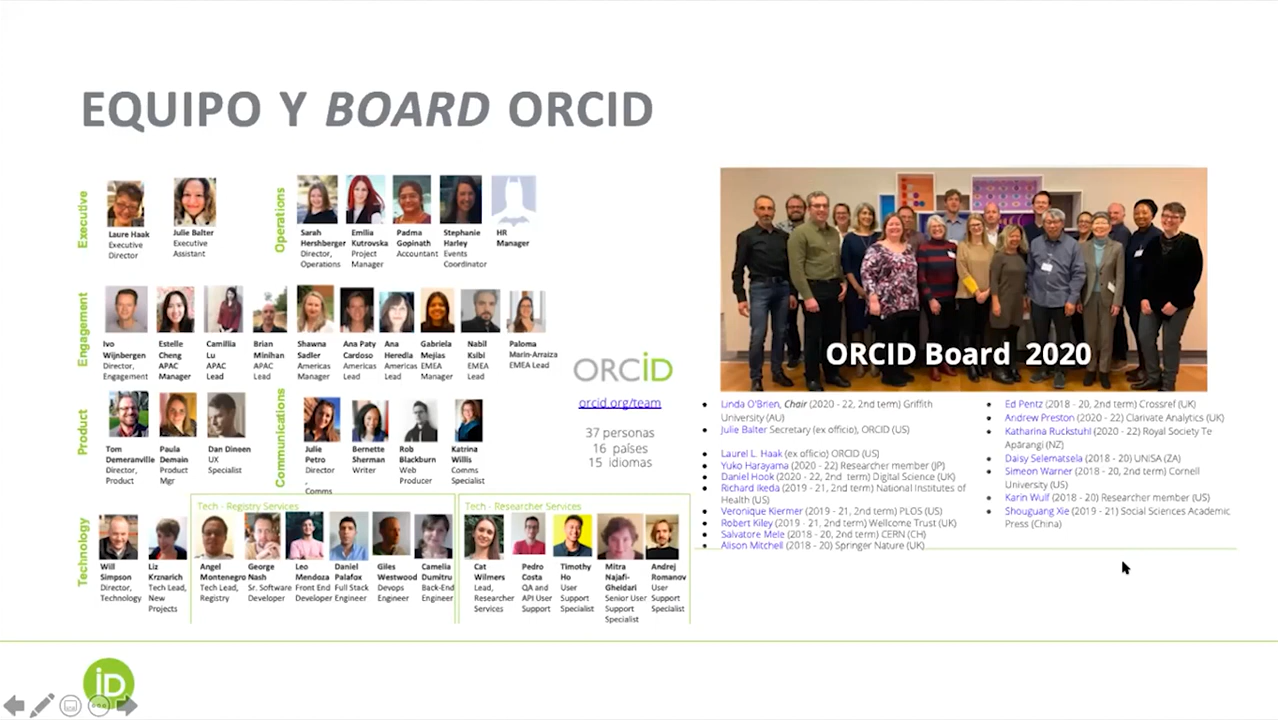 EQUIPO Y BOARD ORCID
Executive
Laure Haak
Executive
Director
Julie Balter
Executive
Assistant
Operations
Sarah
Hershberger
Director,
Operations
Emilia
Kutrovska
Project
Manager
Padma
Gopinath
Accountant
Stephanie
Harley
Events
Coordinator
HR
Manager
Engagement
Ivo
Wijnbergen
Director,
Engagement
Estelle
Cheng
APAC
Manager
Camillia
Lu
APAC
Lead
Brian
Minihan
APAC
Lead
Shawna
Sadler
Americas
Manager
Ana Paty
Cardoso
Americas
Lead
Ana
Heredia
Americas
Lead
Gabriela
Mejias
EMEA
Manager
Nabil
Ksibi
EMEA
Lead
Paloma
Marín-Arraiza
EMEA Lead
Product
Tom
Demeranville
Director,
Product
Paula
Demain
Product
Mgr
Dan Dineen
UX
Specialist
Communications
Julie
Petro
Director
,
Comms
Bernette
Sherman
Writer
Rob
Blackburn
Web
Producer
Katrina
Willis
Comms
Specialist
Technology
Will
Simpson
Director,
Technology
Liz
Krznarich
Tech Lead,
New
Projects
Tech - Registry Services
Angel
Montenegro
Tech Lead,
Registry
George
Nash
Sr. Software
Developer
Leo
Mendoza
Front End
Developer
Daniel
Palafox
Full Stack
Engineer
Giles
Westwood
Devops
Engineer
Camelia
Dumitru
Back-End
Engineer
Tech - Researcher Services
Cat
Wilmers
Lead,
Researcher
Services
Pedro
Costa
QA and
API User
Support
Timothy
Ho
User
Support
Specialist
Mitra
Najafi-
Gheidari
Senior User
Support
Specialist
Andrej
Romanov
User
Support
Specialist
ORCiD
orcid.org/team
37 personas
16 países
15 idiomas
ORCID Board 2020
• Linda O'Brien, Chair (2020 - 22, 2nd term) Griffith
University (AU)
• Julie Balter Secretary (ex officio), ORCID (US)
• Laurel L. Haak (ex officio) ORCID (US)
• Yuko Harayama (2020 - 22) Researcher member (JP)
• Daniel Hook (2020 - 22, 2nd term) Digital Science (UK)
• Richard Ikeda (2019 - 21, 2nd term) National Institutes of
Health (US)
• Veronique Kiermer (2019 - 21, 2nd term) PLOS (US)
• Robert Kiley (2019 - 21, 2nd term) Wellcome Trust (UK)
• Salvatore Mele (2018 - 20, 2nd term) CERN (CH)
• Alison Mitchell (2018 - 20) Springer Nature (UK)
• Ed Pentz (2018 - 20, 2nd term) Crossref (UK)
• Andrew Preston (2020 - 22) Clarivate Analytics (UK)
• Katharina Ruckstuhl (2020 - 22) Royal Society Te
Apārangi (NZ)
• Daisy Selematsela (2018 - 20) UNISA (ZA)
• Simeon Warner (2018 - 20, 2nd term) Cornell
University (US)
• Karin Wulf (2018 - 20) Researcher member (US)
• Shouguang Xie (2019 - 21) Social Sciences Academic
Press (China)
iD